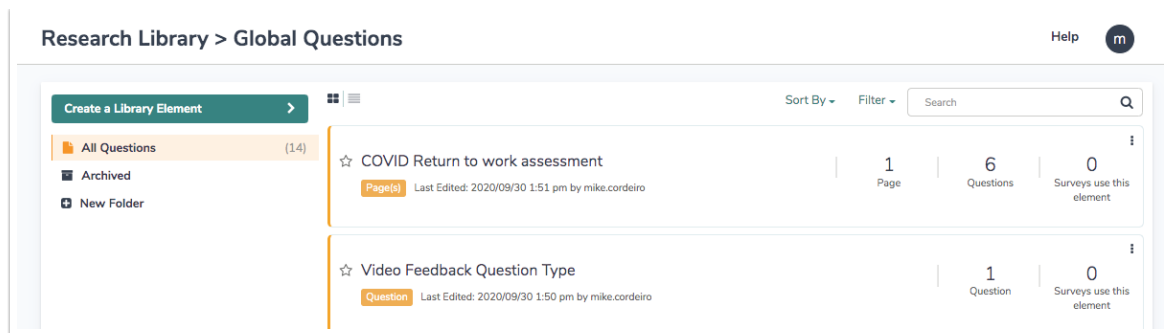 Research Library > Global Questions
Help
m
Create a Library Element
Sort By
Filter
Search
All Questions (14)
Archived
New Folder
COVID Return to work assessment
Page(s) Last Edited: 2020/09/30 1:51 pm by mike.cordeiro
1
Page
6
Questions
0
Surveys use this
element
Video Feedback Question Type
Question Last Edited: 2020/09/30 1:50 pm by mike.cordeiro
1
Question
0
Surveys use this
element